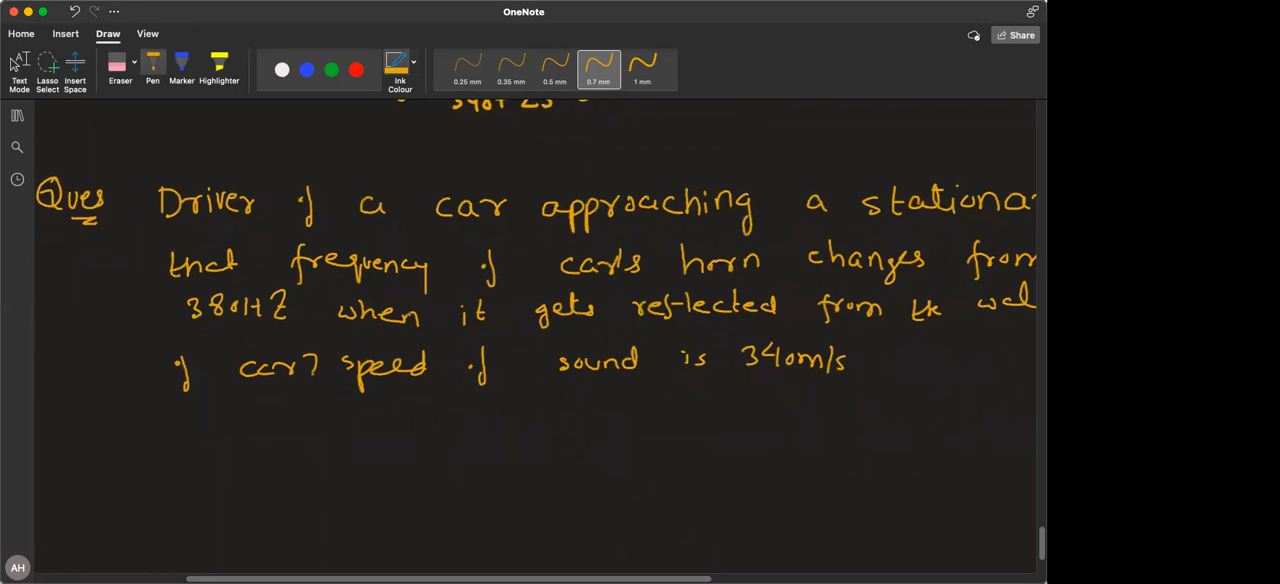 OneNote
Home Insert Draw View
Share
Text Mode
Lasso Select
Insert Space
Eraser
Pen
Marker
Highlighter
Ink Colour
0.25 mm
0.35 mm
0.5 mm
0.7 mm
1 mm
Ques Driver of a car approaching a stationa
that frequency of car's horn changes from
380HZ when it gets reflected from the wal
of car? speed of sound is 340m/s
AH